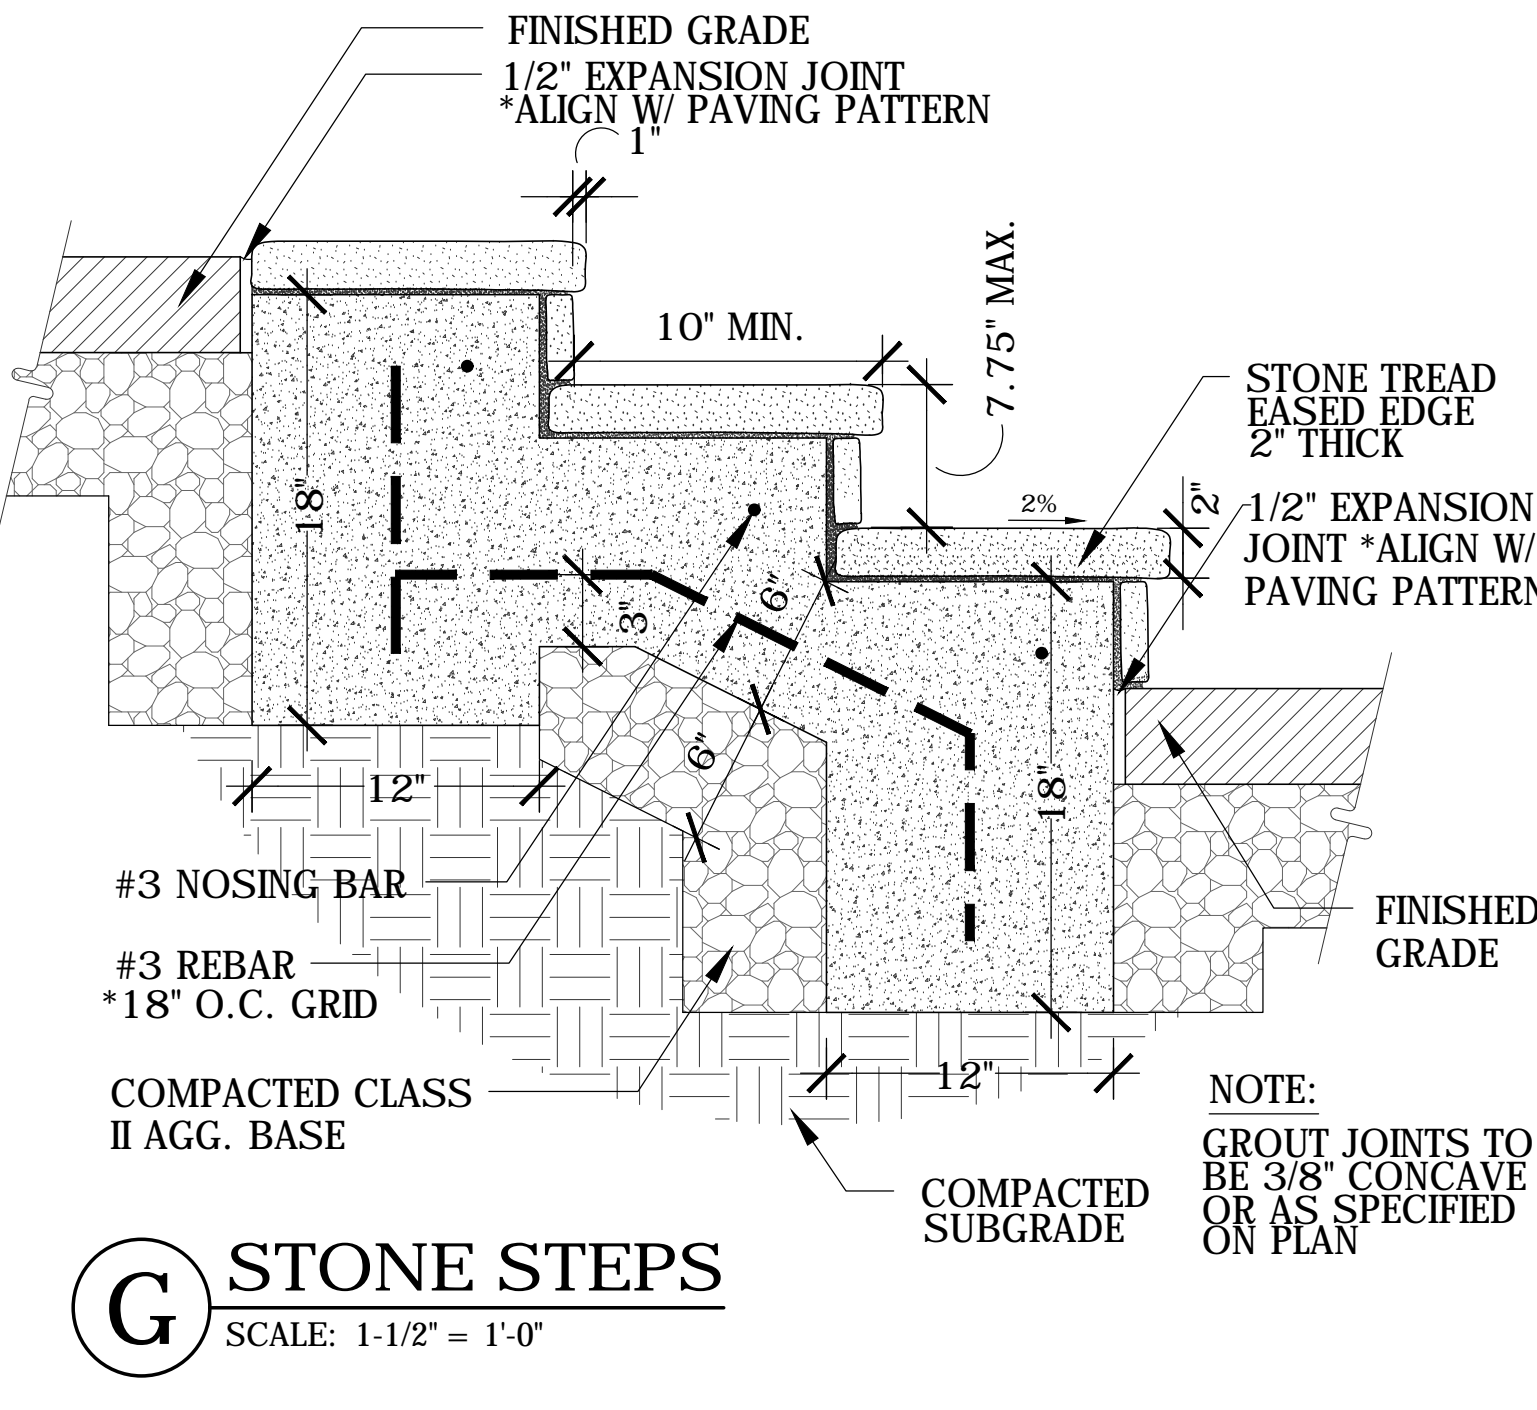 FINISHED GRADE
1/2" EXPANSION JOINT
*ALIGN W/ PAVING PATTERN
1"
10" MIN.
7.75" MAX.
STONE TREAD
EASED EDGE
2" THICK
2%
2"
1/2" EXPANSION
JOINT *ALIGN W/
PAVING PATTERN
18"
3"
6"
6"
18"
12"
#3 NOSING BAR
#3 REBAR
*18" O.C. GRID
FINISHED
GRADE
COMPACTED CLASS
II AGG. BASE
12"
COMPACTED
SUBGRADE
NOTE:
GROUT JOINTS TO
BE 3/8" CONCAVE
OR AS SPECIFIED
ON PLAN
G
STONE STEPS
SCALE: 1-1/2" = 1'-0"